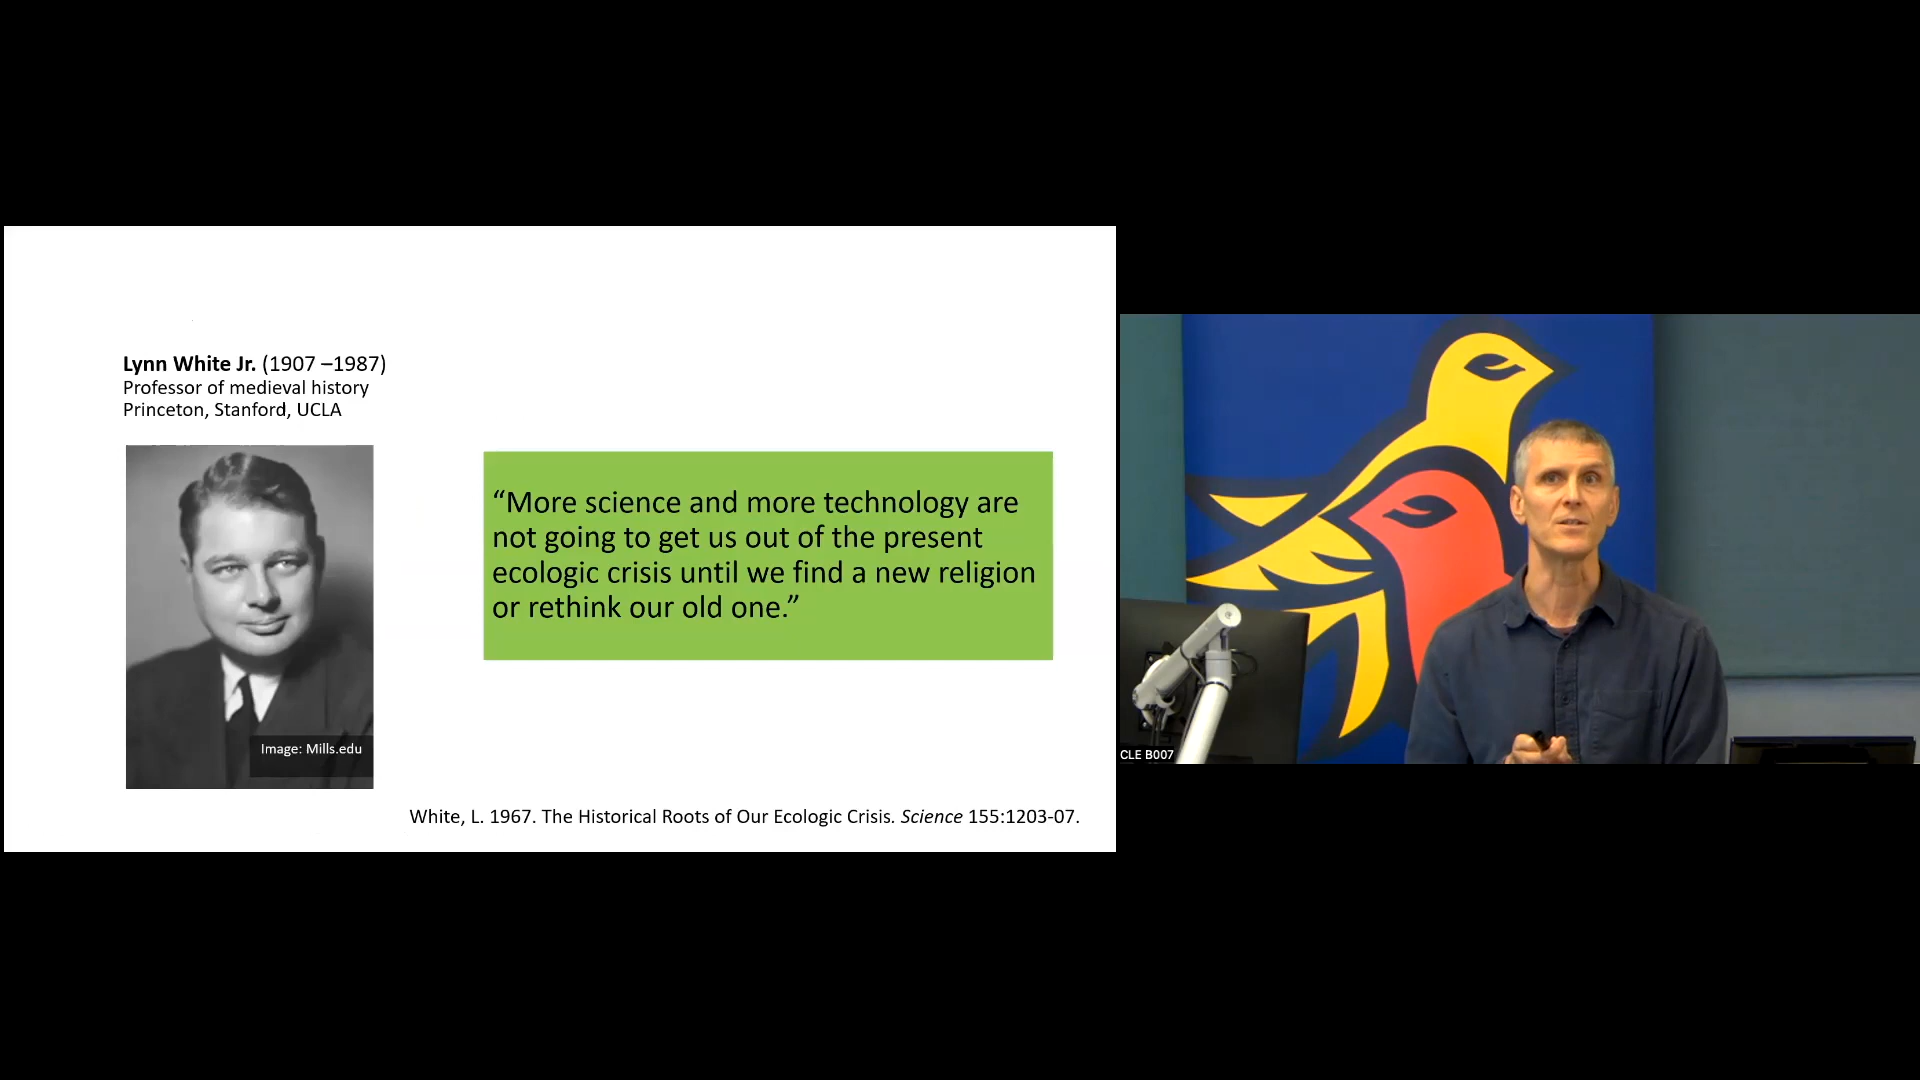 Lynn White Jr. (1907 –1987)
Professor of medieval history
Princeton, Stanford, UCLA
Image: Mills.edu
“More science and more technology are
not going to get us out of the present
ecologic crisis until we find a new religion
or rethink our old one.”
White, L. 1967. The Historical Roots of Our Ecologic Crisis. Science 155:1203-07.
CLE B007